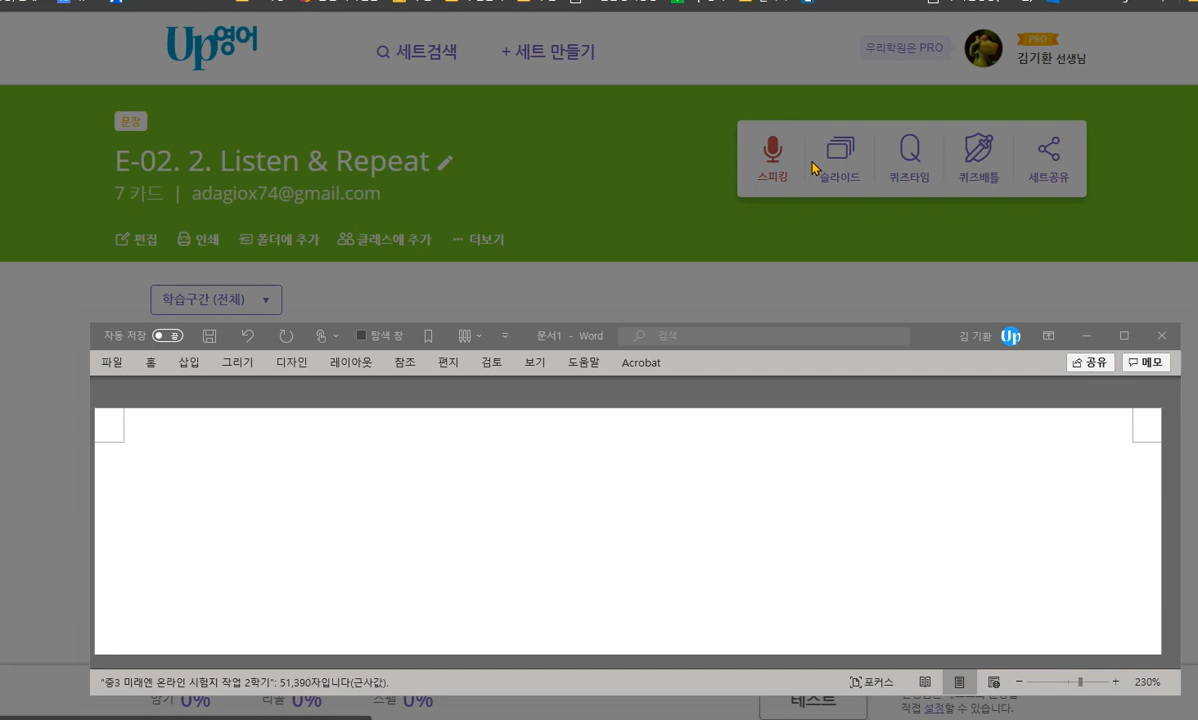 Up영어
세트검색
+ 세트 만들기
우리학원은 PRO
PRO
김기환 선생님
문장
E-02. 2. Listen & Repeat
7 카드 | adagiox74@gmail.com
스피킹
슬라이드
퀴즈타임
퀴즈배틀
세트공유
편집
인쇄
폴더에 추가
클래스에 추가
··· 더보기
학습구간 (전체) ▼
자동 저장 끔
탐색 창
문서1 - Word
검색
김 기환
Up
파일 홈 삽입 그리기 디자인 레이아웃 참조 편지 검토 보기 도움말 Acrobat
공유
메모
"중3 미래엔 온라인 시험지 작업 2학기": 51,390자입니다(근사값).
포커스
230%
암기 0% 리콜 0% 스펠 0%
테스트
직접 설정할 수 있습니다.